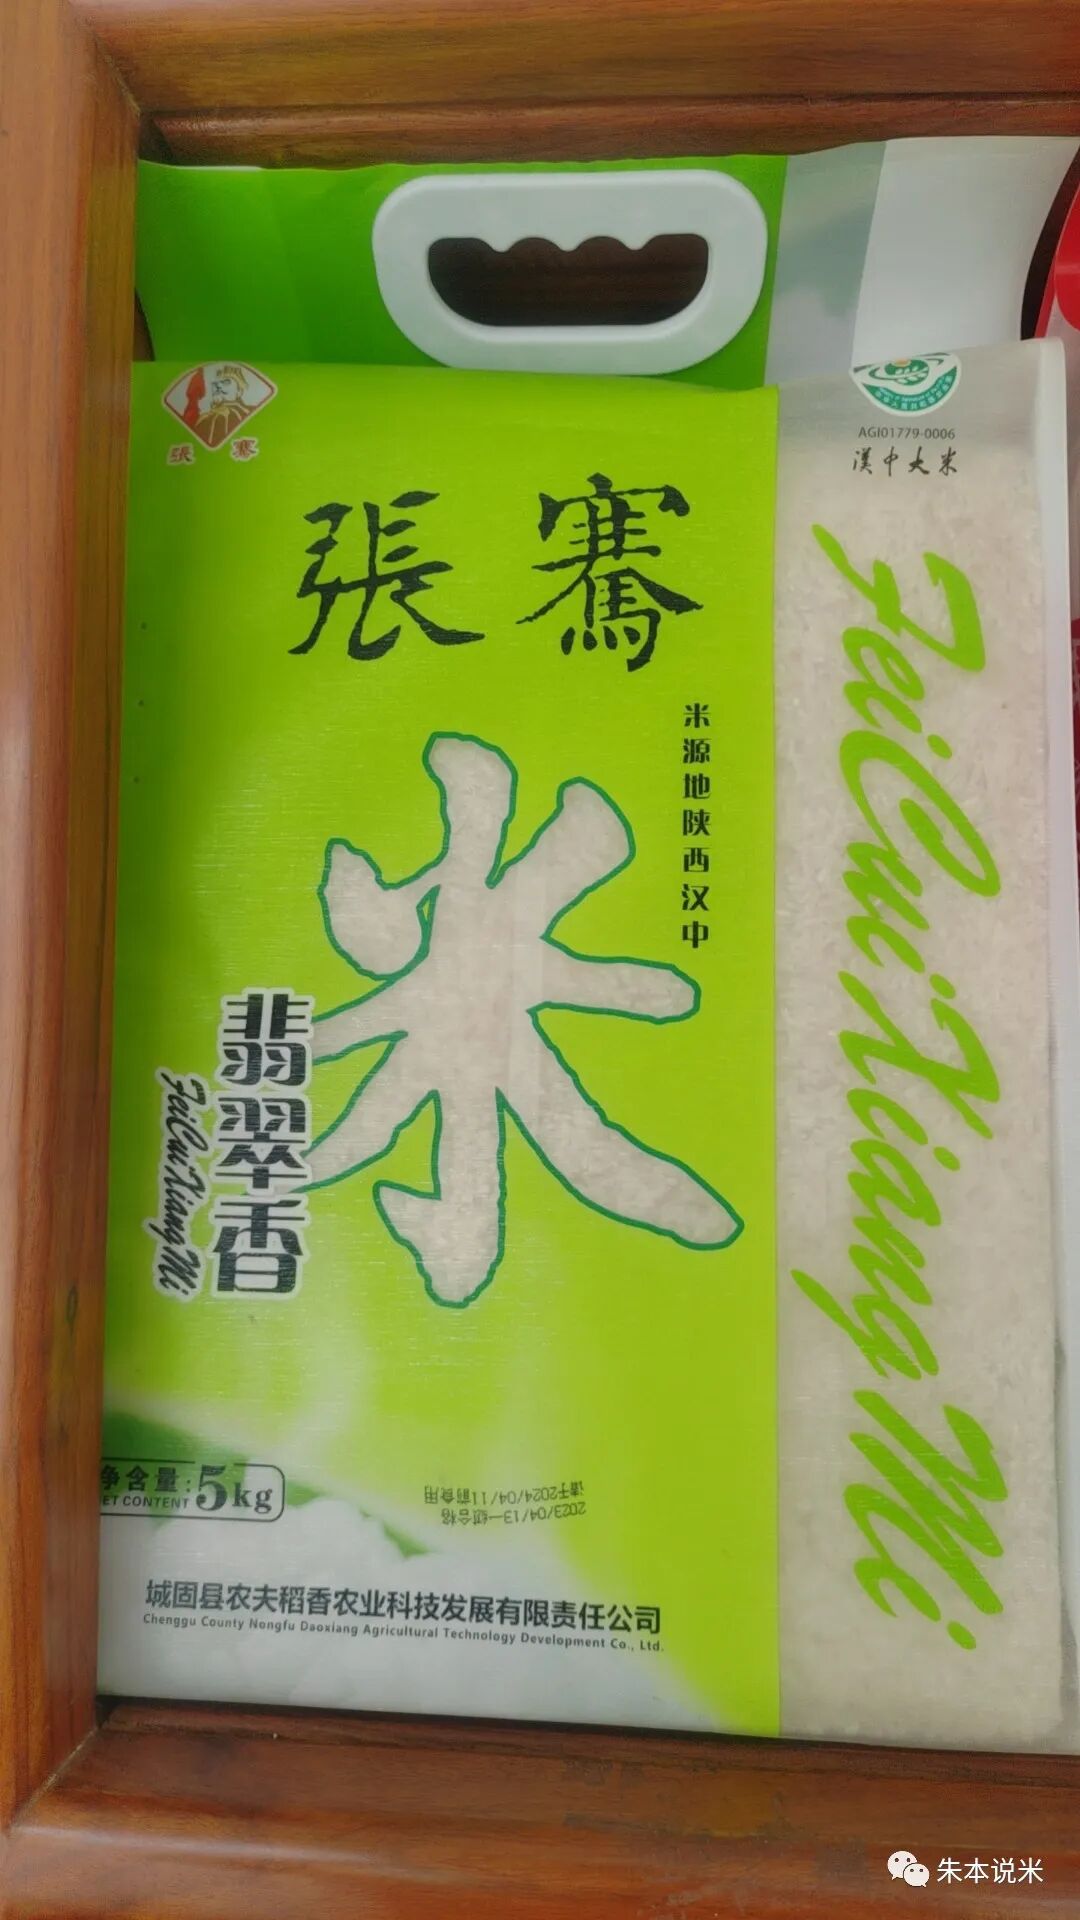 張騫
AGI01779-0006
漢中大米
張騫
米源地陕西汉中
米
翡翠香
FeiCuiXiangMi
FeiCuiXiangMi
净含量:5kg
ET CONTENT
2023/04/13一级合格
请于2024/04/11前食用
城固县农夫稻香农业科技发展有限责任公司
Chenggu County Nongfu Daoxiang Agricultural Technology Development Co., Ltd.
朱本说米